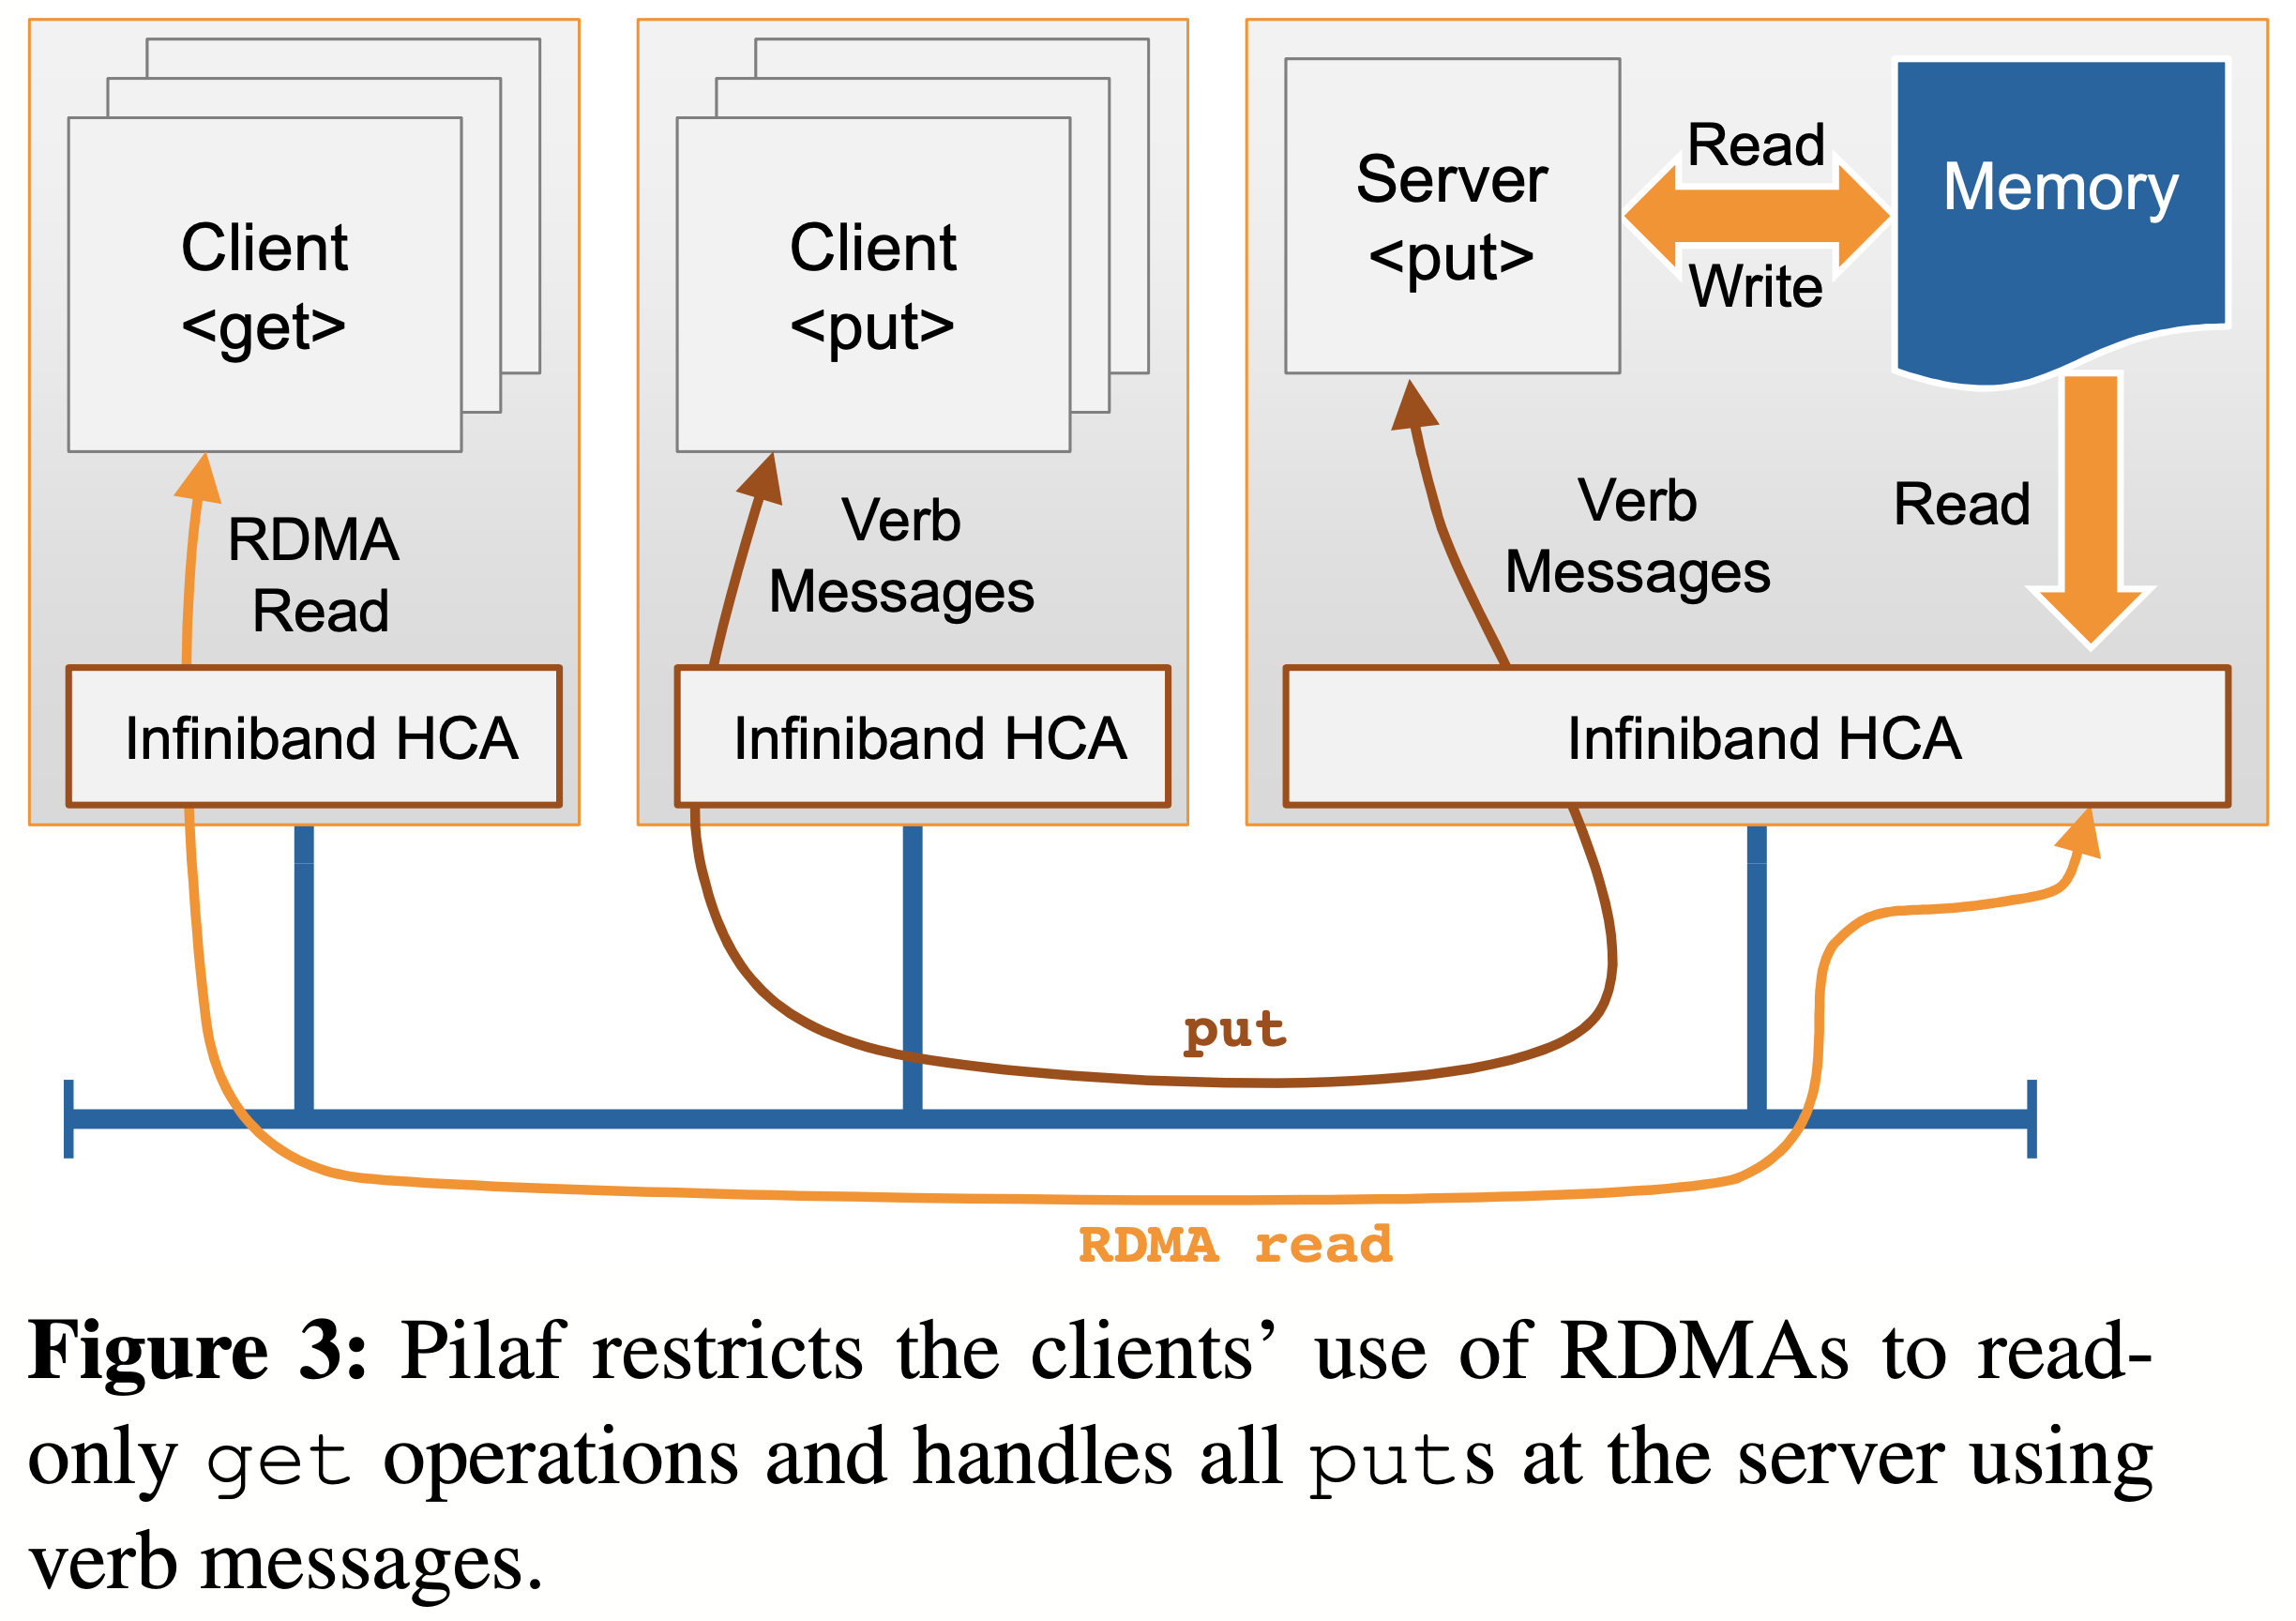 Client
<get>
RDMA
Read
Infiniband HCA
Client
<put>
Verb
Messages
Infiniband HCA
Server
<put>
Read
Write
Memory
Verb
Messages
Read
Infiniband HCA
put
RDMA read
Figure 3: Pilaf restricts the clients’ use of RDMAs to read-
only get operations and handles all puts at the server using
verb messages.